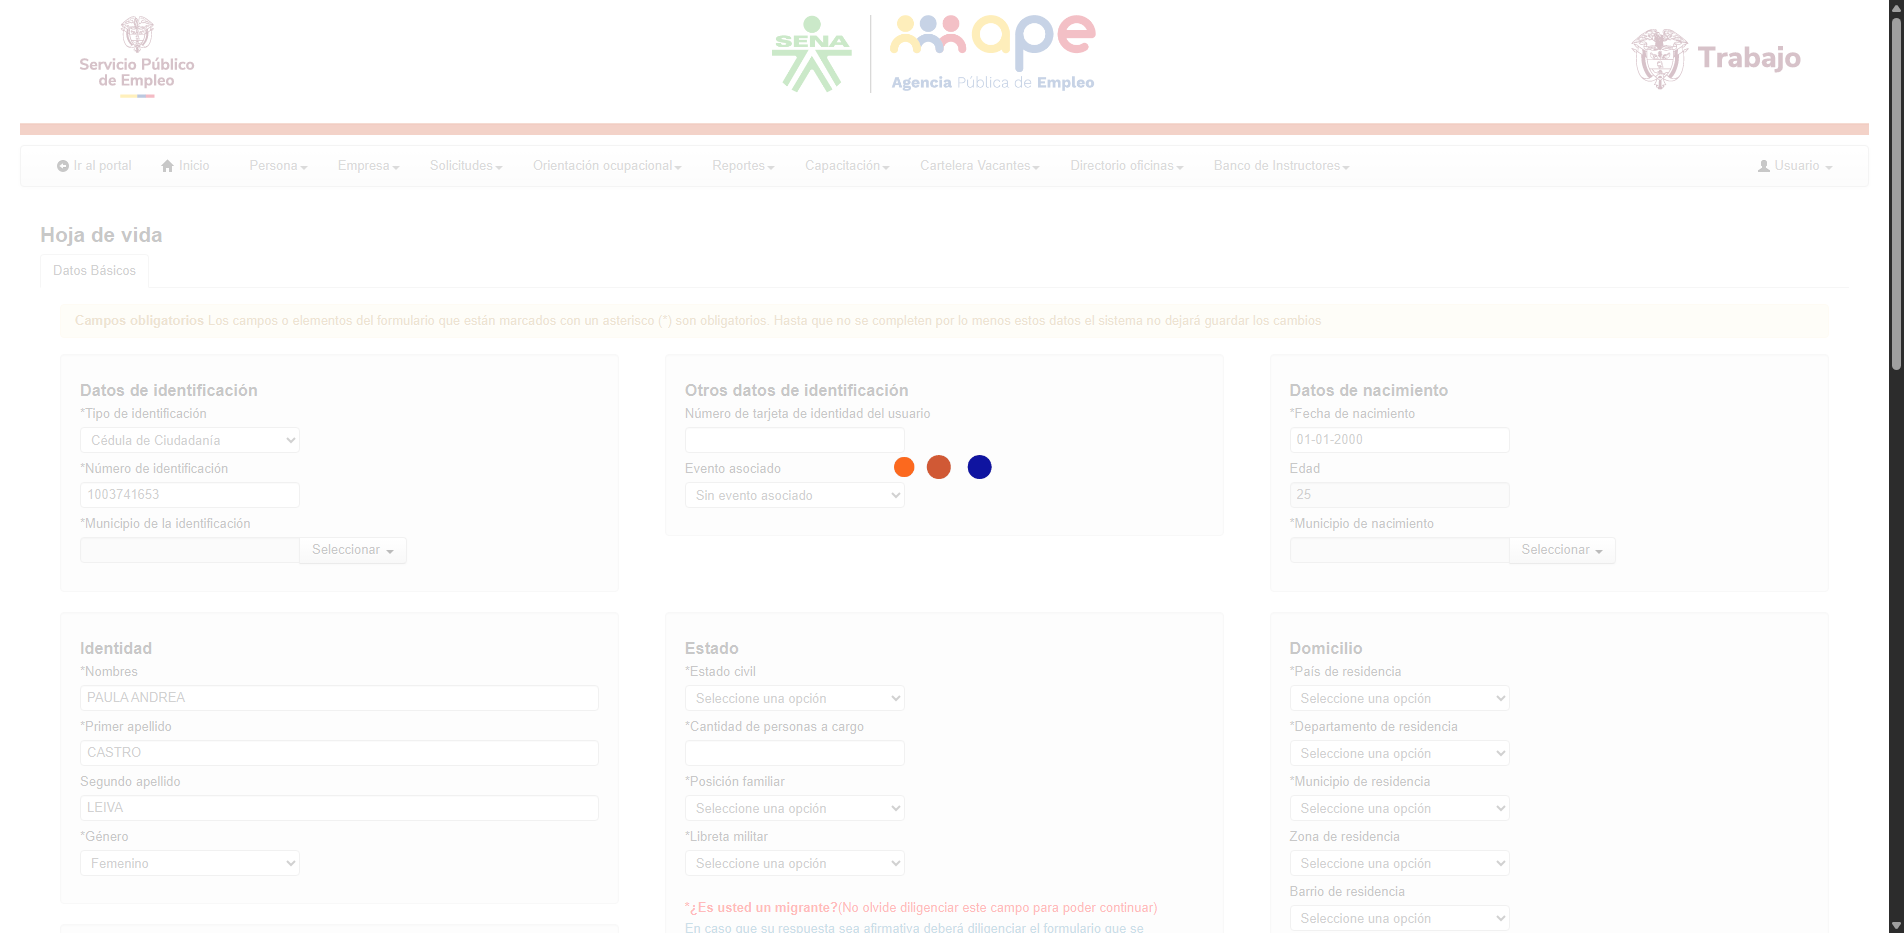 Servicio Público
de Empleo
SENA
ape
Agencia Pública de Empleo
Trabajo
Ir al portal
Inicio
Persona
Empresa
Solicitudes
Orientación ocupacional
Reportes
Capacitación
Cartelera Vacantes
Directorio oficinas
Banco de Instructores
Usuario
Hoja de vida
Datos Básicos
Campos obligatorios Los campos o elementos del formulario que están marcados con un asterisco (*) son obligatorios. Hasta que no se completen por lo menos estos datos el sistema no dejará guardar los cambios
Datos de identificación
*Tipo de identificación
Cédula de Ciudadanía
*Número de identificación
1003741653
*Municipio de la identificación
Seleccionar
Otros datos de identificación
Número de tarjeta de identidad del usuario
Evento asociado
Sin evento asociado
Datos de nacimiento
*Fecha de nacimiento
01-01-2000
Edad
25
*Municipio de nacimiento
Seleccionar
Identidad
*Nombres
PAULA ANDREA
*Primer apellido
CASTRO
Segundo apellido
LEIVA
*Género
Femenino
Estado
*Estado civil
Seleccione una opción
*Cantidad de personas a cargo
*Posición familiar
Seleccione una opción
*Libreta militar
Seleccione una opción
*¿Es usted un migrante?(No olvide diligenciar este campo para poder continuar)
En caso que su respuesta sea afirmativa deberá diligenciar el formulario que se
Domicilio
*País de residencia
Seleccione una opción
*Departamento de residencia
Seleccione una opción
*Municipio de residencia
Seleccione una opción
Zona de residencia
Seleccione una opción
Barrio de residencia
Seleccione una opción